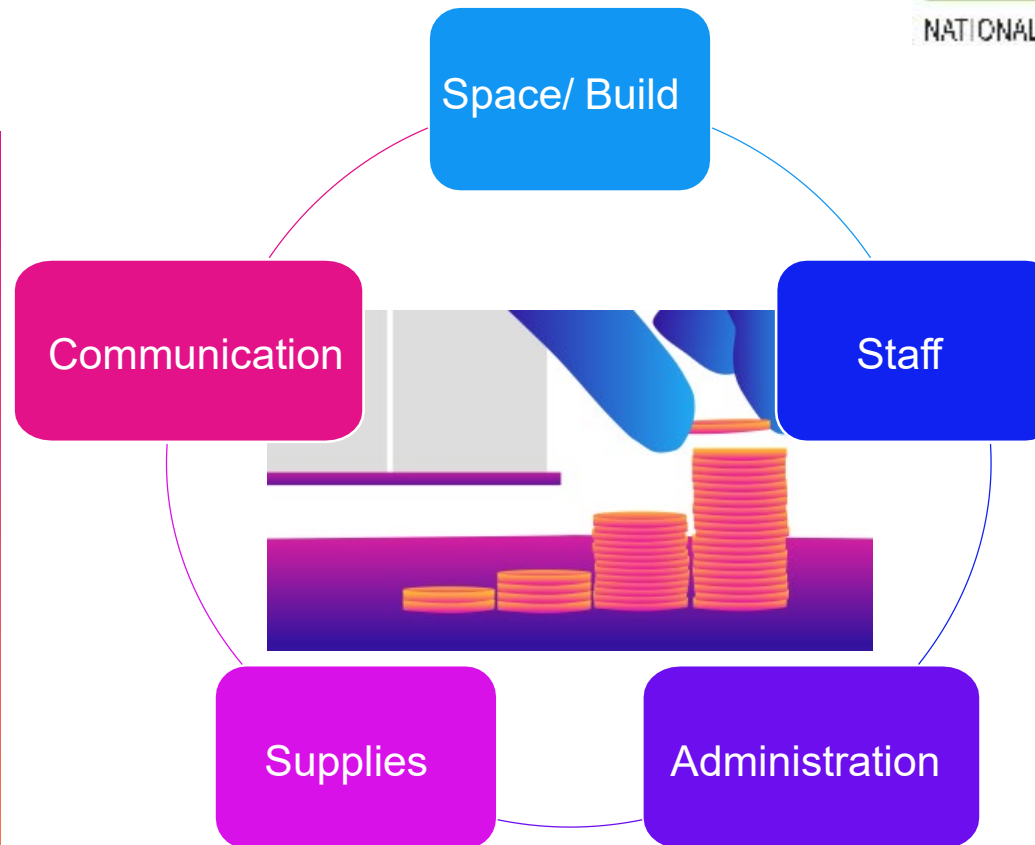 NATIONAL
Space/ Build
Communication
Staff
Supplies
Administration